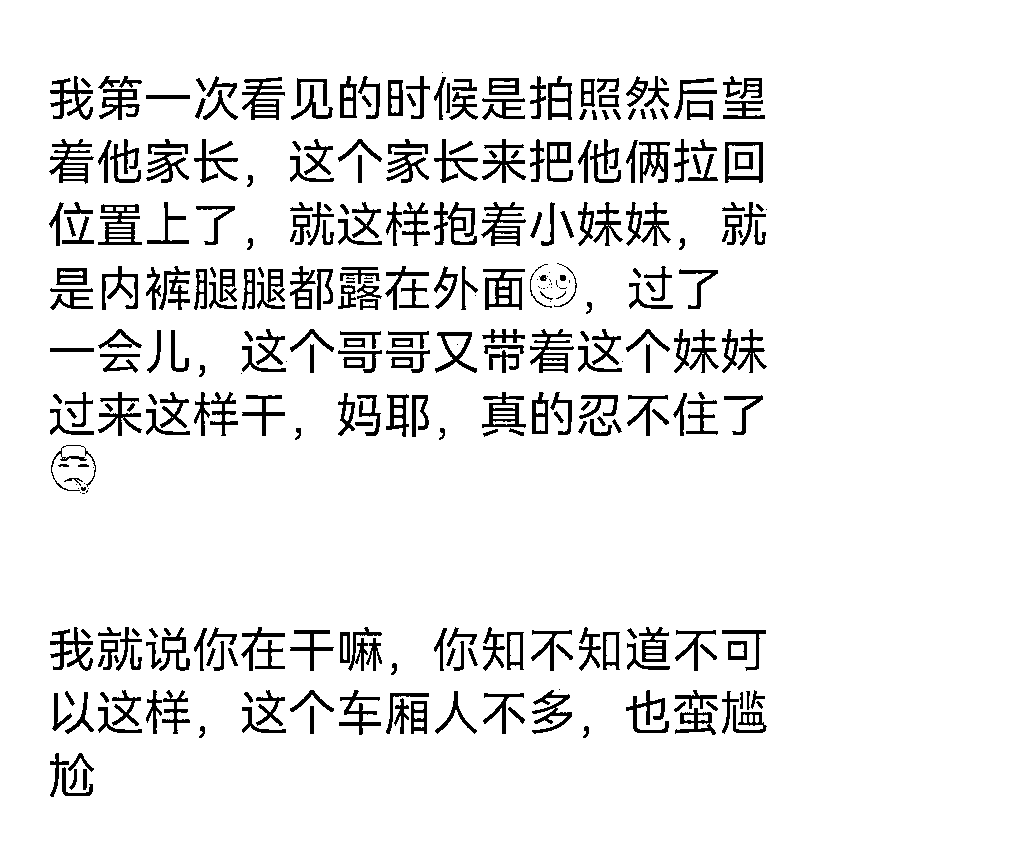 我第一次看见的时候是拍照然后望
着他家长，这个家长来把他俩拉回
位置上了，就这样抱着小妹妹，就
是内裤腿腿都露在外面，过了
一会儿，这个哥哥又带着这个妹妹
过来这样干，妈耶，真的忍不住了
我就说你在干嘛，你知不知道不可
以这样，这个车厢人不多，也蛮尴
尬